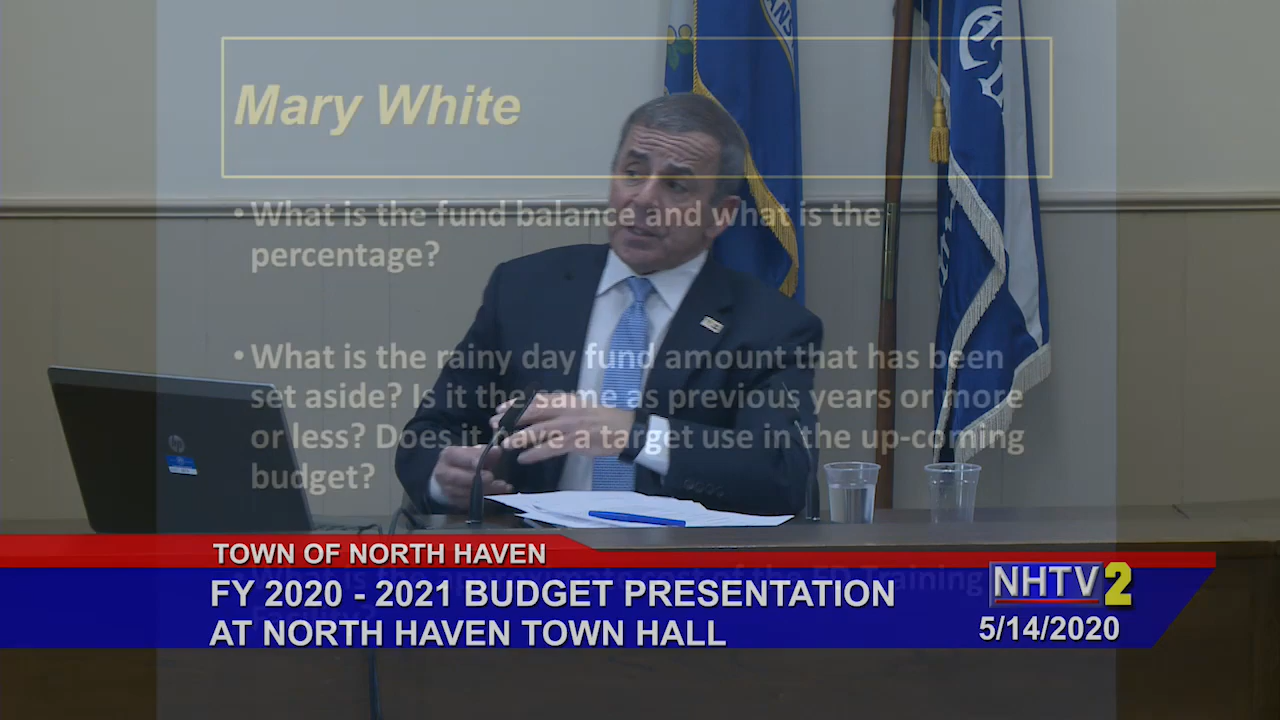 Mary White
• What is the fund balance and what is the
percentage?
• What is the rainy day fund amount that has been
set aside? Is it the same as previous years or more
or less? Does it have a target use in the up-coming
budget?
TOWN OF NORTH HAVEN
FY 2020 - 2021 BUDGET PRESENTATION
AT NORTH HAVEN TOWN HALL
NHTV2
5/14/2020
hp